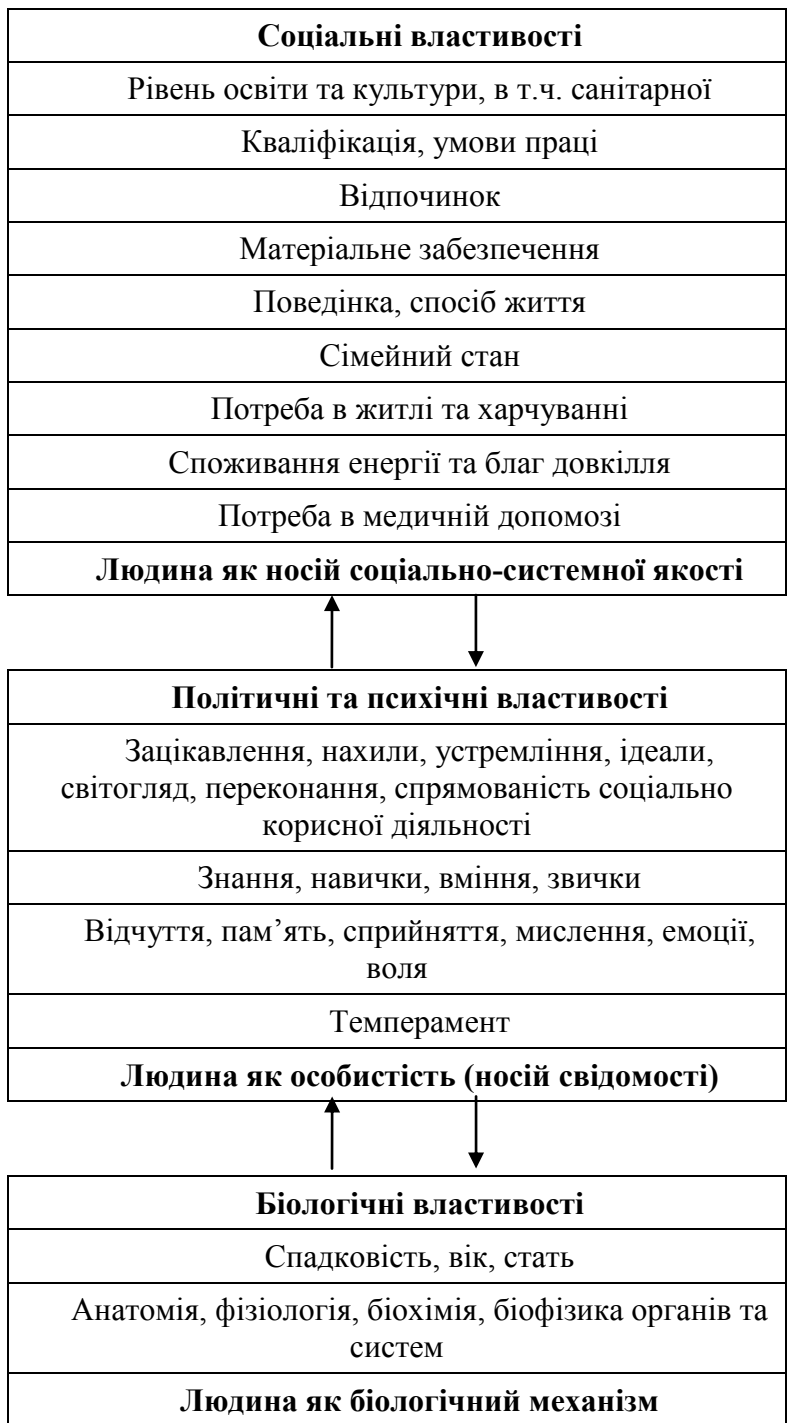 Соціальні властивості
Рівень освіти та культури, в т.ч. санітарної
Кваліфікація, умови праці
Відпочинок
Матеріальне забезпечення
Поведінка, спосіб життя
Сімейний стан
Потреба в житлі та харчуванні
Споживання енергії та благ довкілля
Потреба в медичній допомозі
Людина як носій соціально-системної якості
Політичні та психічні властивості
Зацікавлення, нахили, устремління, ідеали,
світогляд, переконання, спрямованість соціально
корисної діяльності
Знання, навички, вміння, звички
Відчуття, пам’ять, сприйняття, мислення, емоції,
воля
Темперамент
Людина як особистість (носій свідомості)
Біологічні властивості
Спадковість, вік, стать
Анатомія, фізіологія, біохімія, біофізика органів та
систем
Людина як біологічний механізм